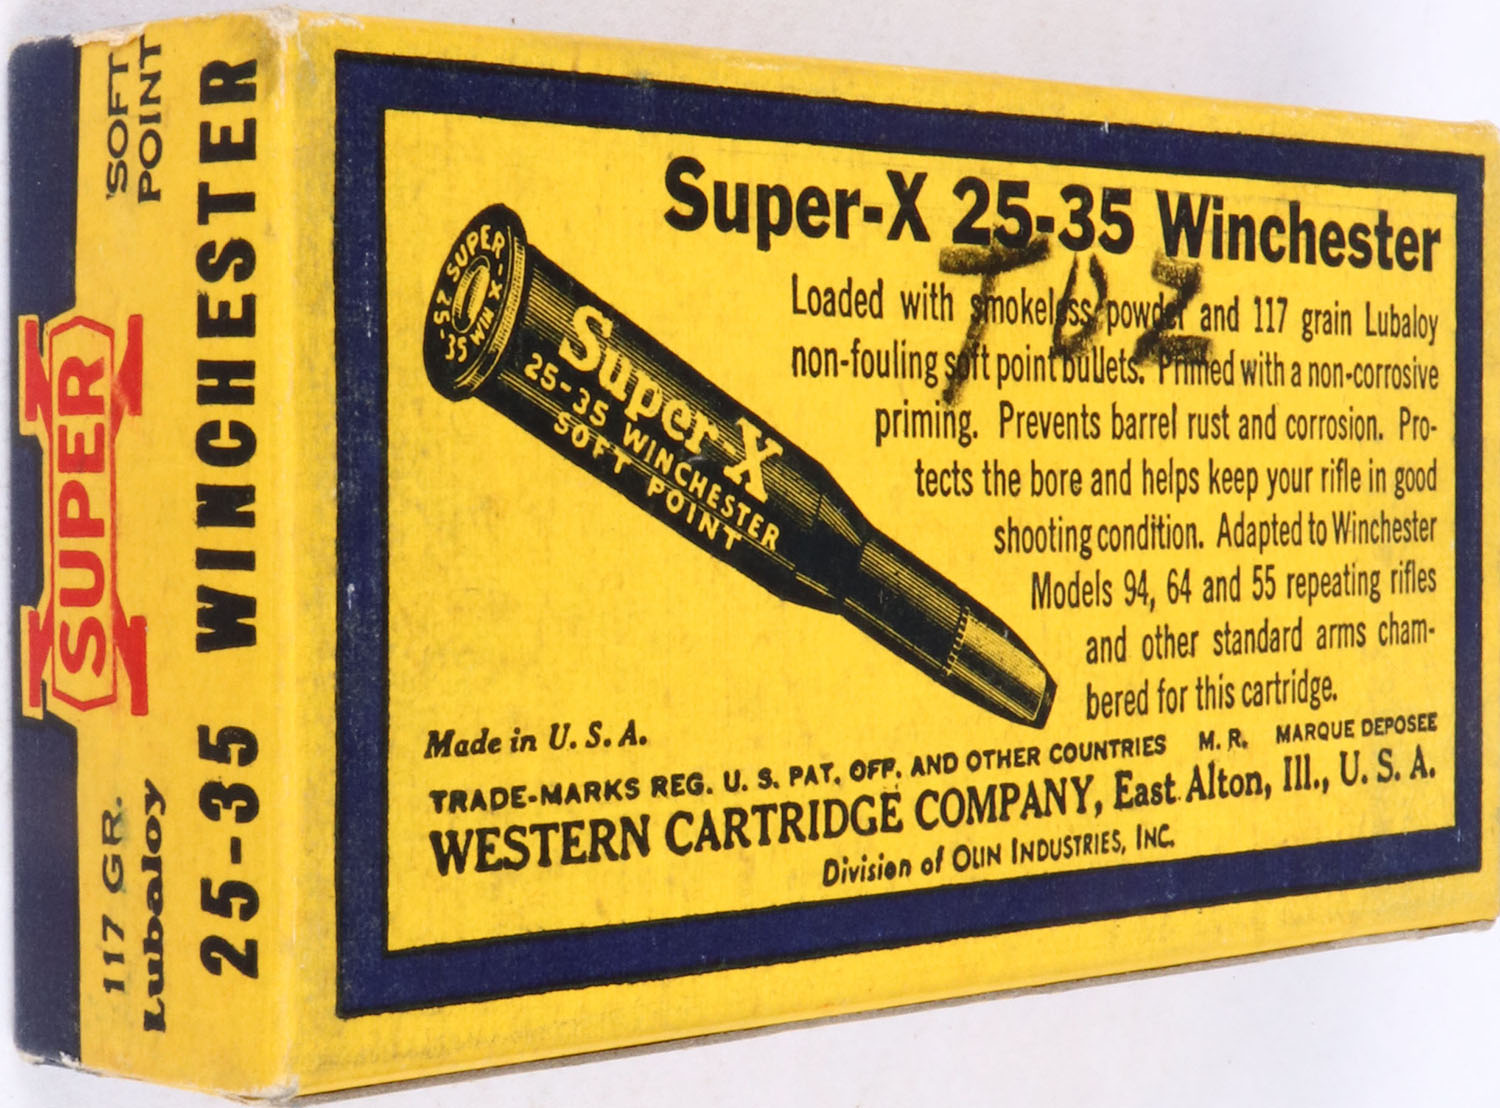 SOFT
POINT
SUPER
X
117 GR.
Lubaloy
25-35 WINCHESTER
Super-X 25-35 Winchester
Loaded with smokeless powder and 117 grain Lubaloy
non-fouling soft point bullets. Primed with a non-corrosive
priming. Prevents barrel rust and corrosion. Pro-
tects the bore and helps keep your rifle in good
shooting condition. Adapted to Winchester
Models 94, 64 and 55 repeating rifles
and other standard arms cham-
bered for this cartridge.
SUPER-X
25-35 WIN
Super-X
25-35 WINCHESTER
SOFT POINT
Made in U. S. A.
TRADE-MARKS REG. U. S. PAT. OFF. AND OTHER COUNTRIES M. R. MARQUE DEPOSEE
WESTERN CARTRIDGE COMPANY, East Alton, Ill., U. S. A.
Division of OLIN INDUSTRIES, INC.